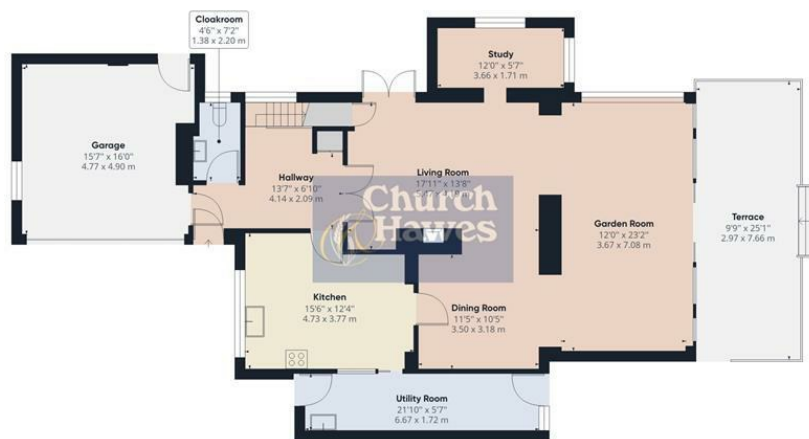 Cloakroom
4'6" x 7'2"
1.38 x 2.20 m
Study
12'0" x 5'7"
3.66 x 1.71 m
Garage
15'7" x 16'0"
4.77 x 4.90 m
Hallway
13'7" x 6'10"
4.14 x 2.09 m
Living Room
17'11" x 13'8"
Church
Hawes
Garden Room
12'0" x 23'2"
3.67 x 7.08 m
Terrace
9'9" x 25'1"
2.97 x 7.66 m
Kitchen
15'6" x 12'4"
4.73 x 3.77 m
Dining Room
11'5" x 10'5"
3.50 x 3.18 m
Utility Room
21'10" x 5'7"
6.67 x 1.72 m